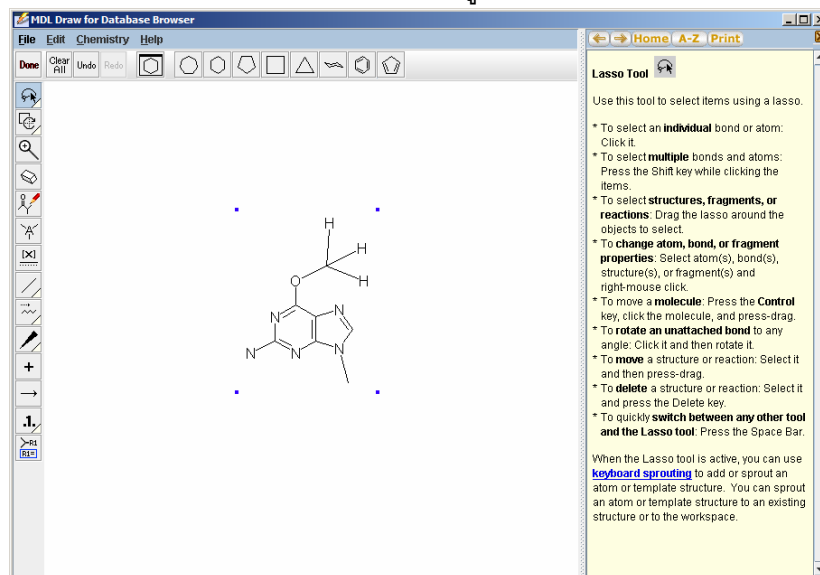 MDL Draw for Database Browser
File Edit Chemistry Help
Done Clear All Undo Redo
Home A-Z Print
Lasso Tool
Use this tool to select items using a lasso.
* To select an individual bond or atom:
Click it.
* To select multiple bonds and atoms:
Press the Shift key while clicking the
items.
* To select structures, fragments, or
reactions: Drag the lasso around the
objects to select.
* To change atom, bond, or fragment
properties: Select atom(s), bond(s),
structure(s), or fragment(s) and
right-mouse click.
* To move a molecule: Press the Control
key, click the molecule, and press-drag.
* To rotate an unattached bond to any
angle: Click it and then rotate it.
* To move a structure or reaction: Select it
and then press-drag.
* To delete a structure or reaction: Select it
and press the Delete key.
* To quickly switch between any other tool
and the Lasso tool: Press the Space Bar.
When the Lasso tool is active, you can use
keyboard sprouting to add or sprout an
atom or template structure. You can sprout
an atom or template structure to an existing
structure or to the workspace.
A
[X]
.1.
R1
R1=
H
H
H
O
N
N
N
N
N